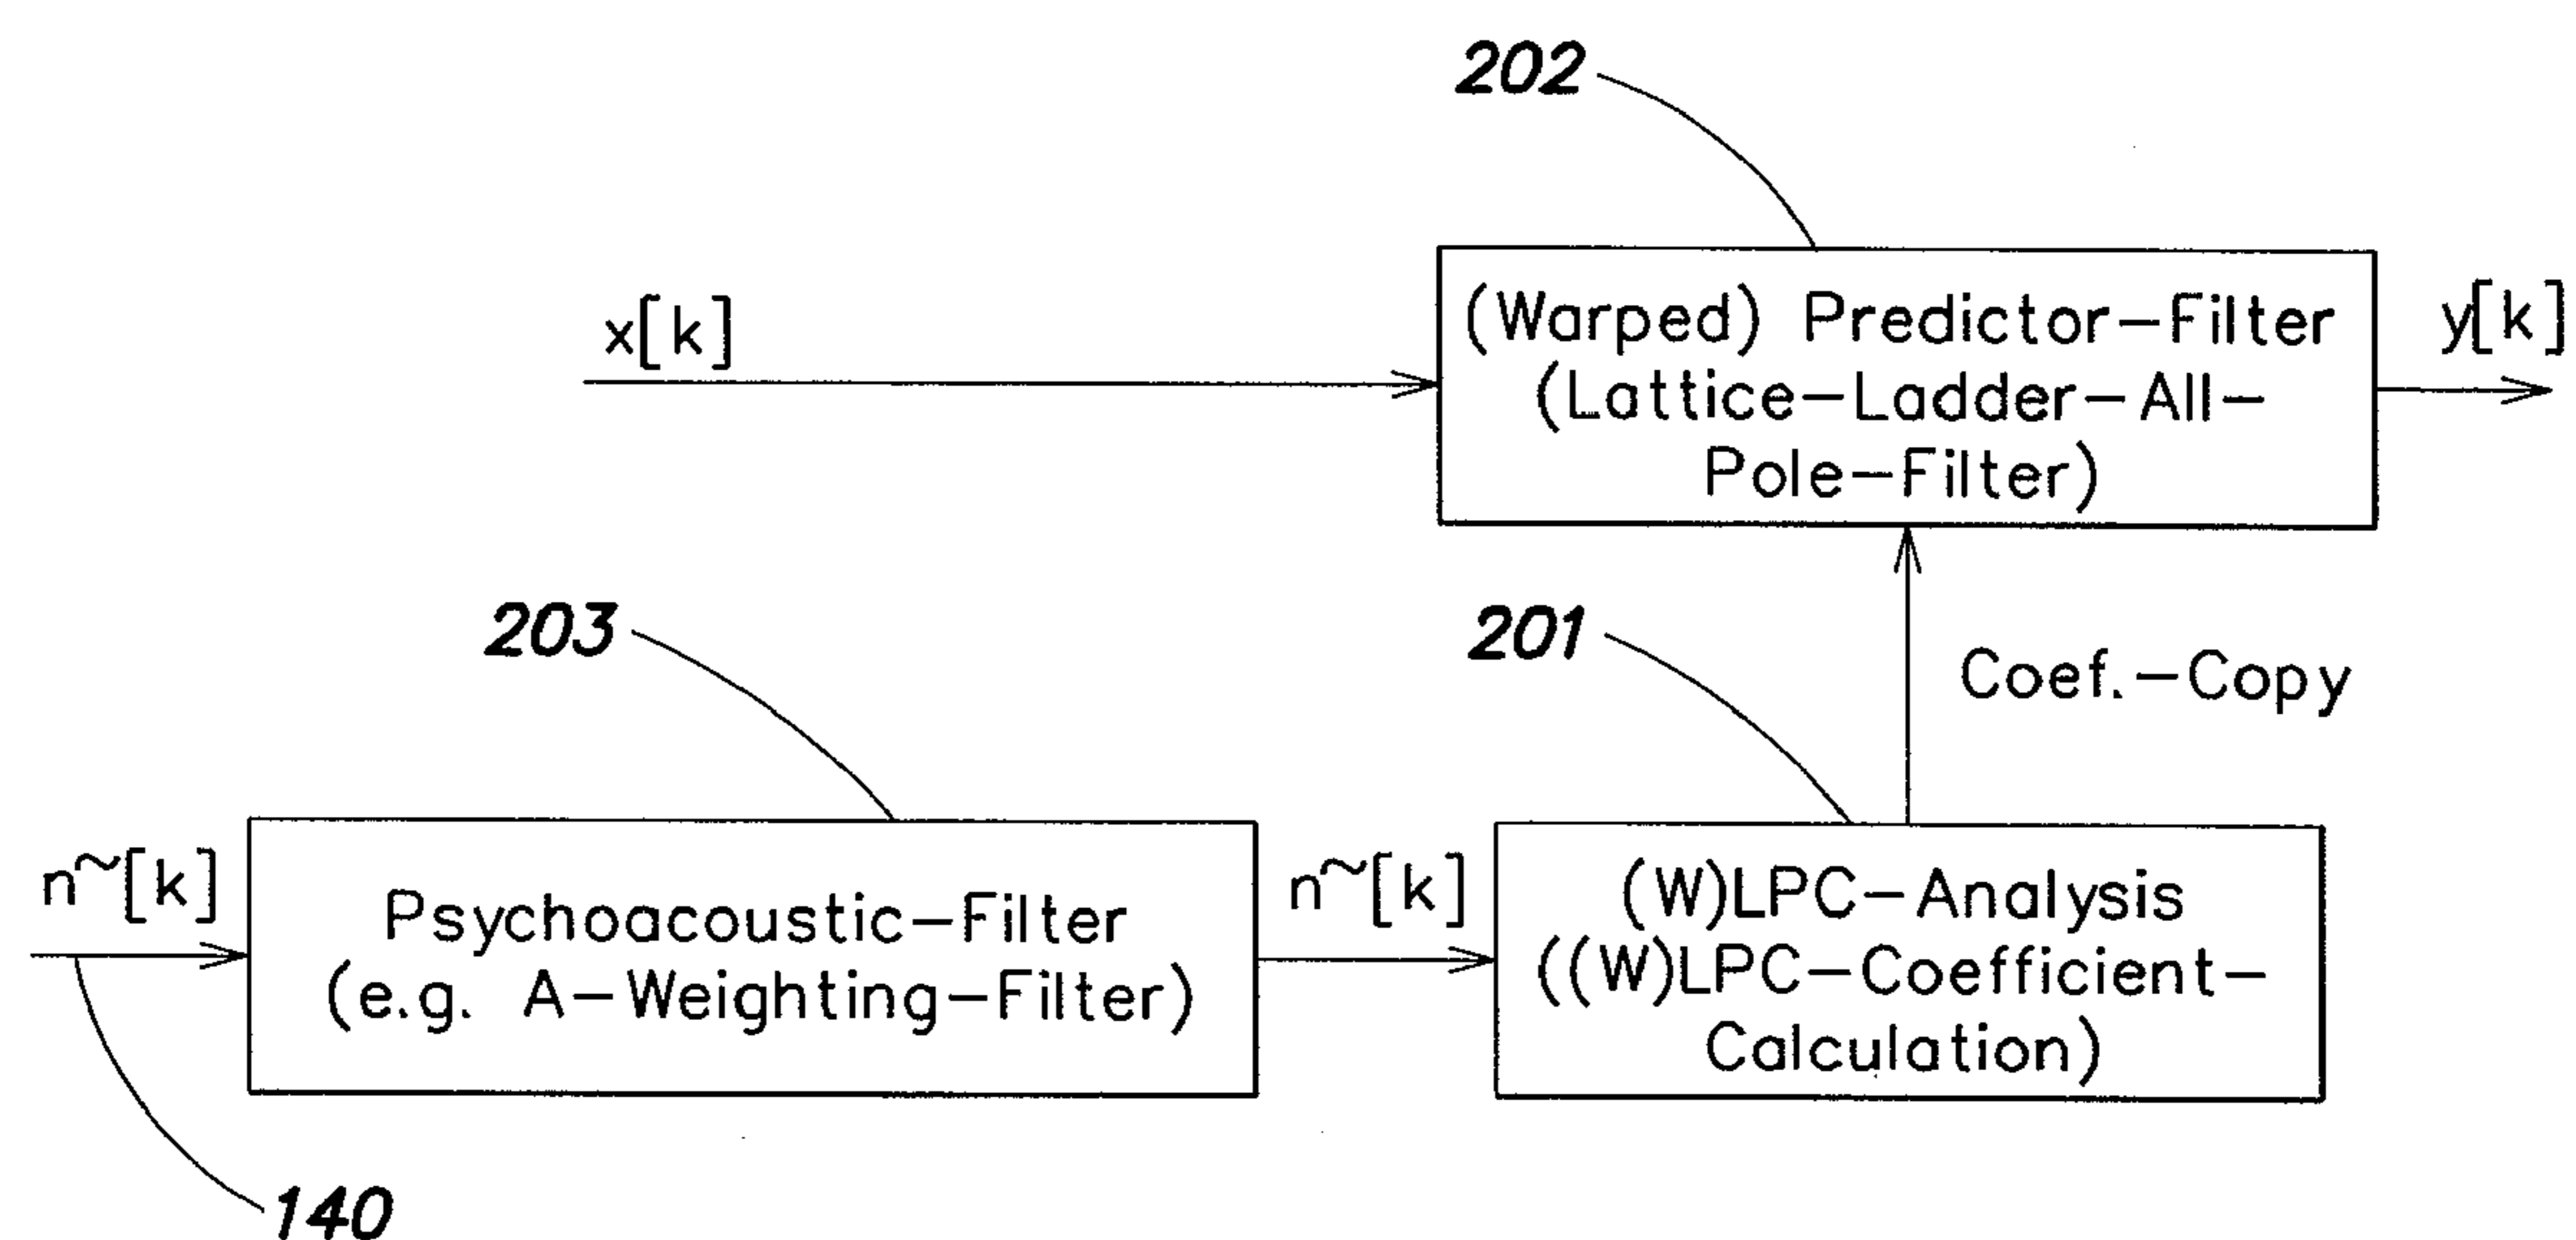 202
x[k]
(Warped) Predictor-Filter
(Lattice-Ladder-All-
Pole-Filter)
y[k]
203
201
Coef.-Copy
n~[k]
Psychoacoustic-Filter
(e.g. A-Weighting-Filter)
n~[k]
(W)LPC-Analysis
((W)LPC-Coefficient-
Calculation)
140